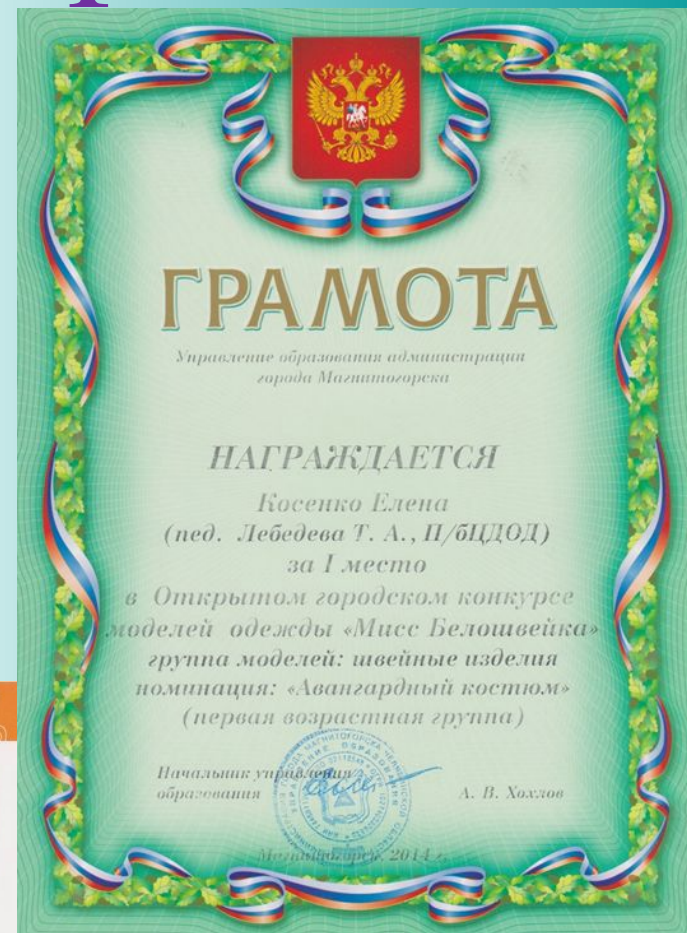 ГРАМОТА
Управление образования администрации
города Магнитогорска
НАГРАЖДАЕТСЯ
Косенко Елена
(пед. Лебедева Т. А., П/бЦДОД)
за I место
в Открытом городском конкурсе
моделей одежды «Мисс Белошвейка»
группа моделей: швейные изделия
номинация: «Авангардный костюм»
(первая возрастная группа)
Начальник управления
образования А. В. Хохлов
Магнитогорск, 2014 г.